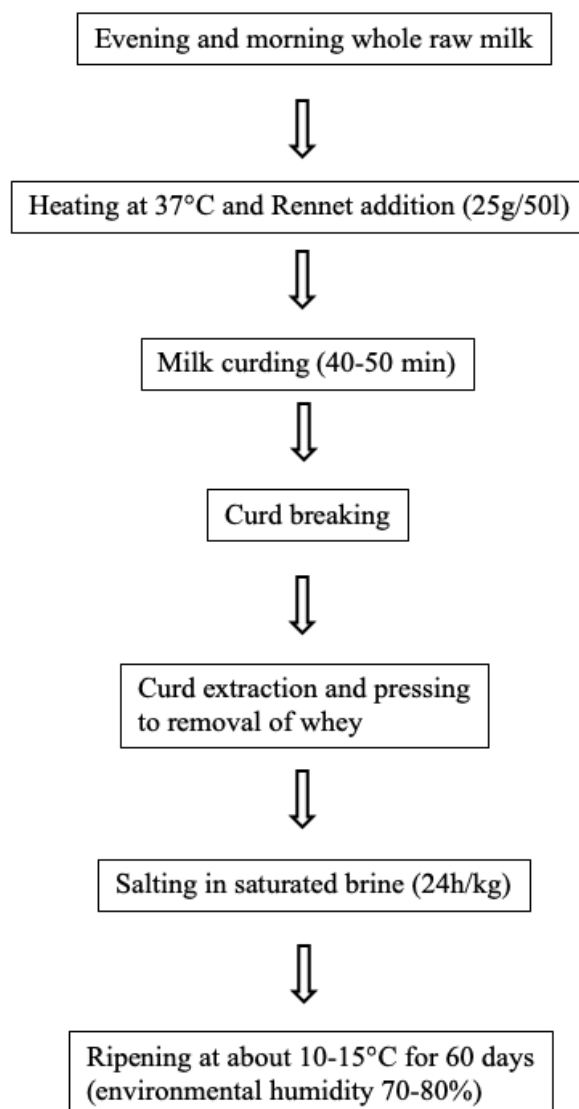 Evening and morning whole raw milk
Heating at 37°C and Rennet addition (25g/50l)
Milk curding (40-50 min)
Curd breaking
Curd extraction and pressing
to removal of whey
Salting in saturated brine (24h/kg)
Ripening at about 10-15°C for 60 days
(environmental humidity 70-80%)